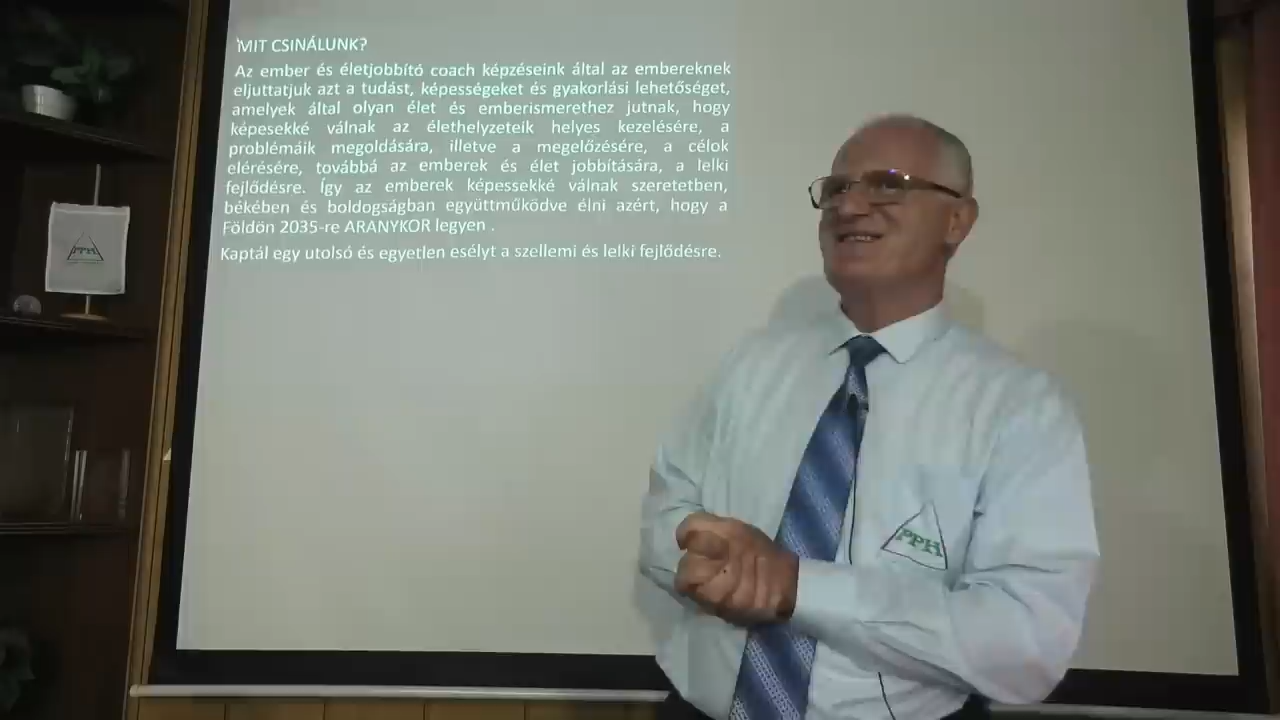 MIT CSINÁLUNK?
Az ember és életjobbító coach képzéseink által az embereknek
eljuttatjuk azt a tudást, képességeket és gyakorlási lehetőséget,
amelyek által olyan élet és emberismerethez jutnak, hogy
képesekké válnak az élethelyzeteik helyes kezelésére, a
problémáik megoldására, illetve a megelőzésére, a célok
elérésére, továbbá az emberek és élet jobbítására, a lelki
fejlődésre. Így az emberek képessekké válnak szeretetben,
békében és boldogságban együttműködve élni azért, hogy a
Földön 2035-re ARANYKOR legyen .
Kaptál egy utolsó és egyetlen esélyt a szellemi és lelki fejlődésre.
PPH
PPH